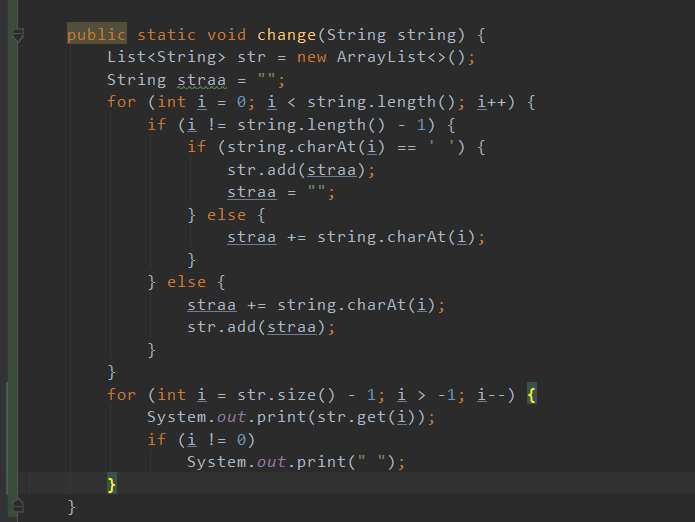 public static void change(String string) {
List<String> str = new ArrayList<>();
String straa = "";
for (int i = 0; i < string.length(); i++) {
if (i != string.length() - 1) {
if (string.charAt(i) == ' ') {
str.add(straa);
straa = "";
} else {
straa += string.charAt(i);
}
} else {
straa += string.charAt(i);
str.add(straa);
}
}
for (int i = str.size() - 1; i > -1; i--) {
System.out.print(str.get(i));
if (i != 0)
System.out.print(" ");
}
}